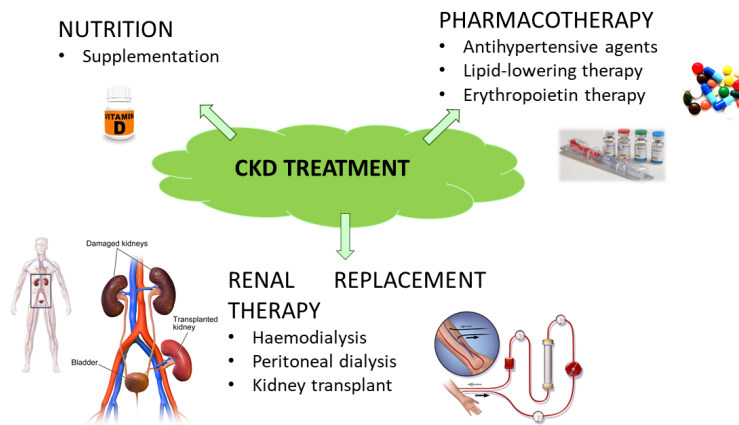 NUTRITION
• Supplementation
VITAMIN
D
PHARMACOTHERAPY
• Antihypertensive agents
• Lipid-lowering therapy
• Erythropoietin therapy
CKD TREATMENT
Damaged kidneys
Transplanted
kidney
Bladder
RENAL REPLACEMENT
THERAPY
• Haemodialysis
• Peritoneal dialysis
• Kidney transplant